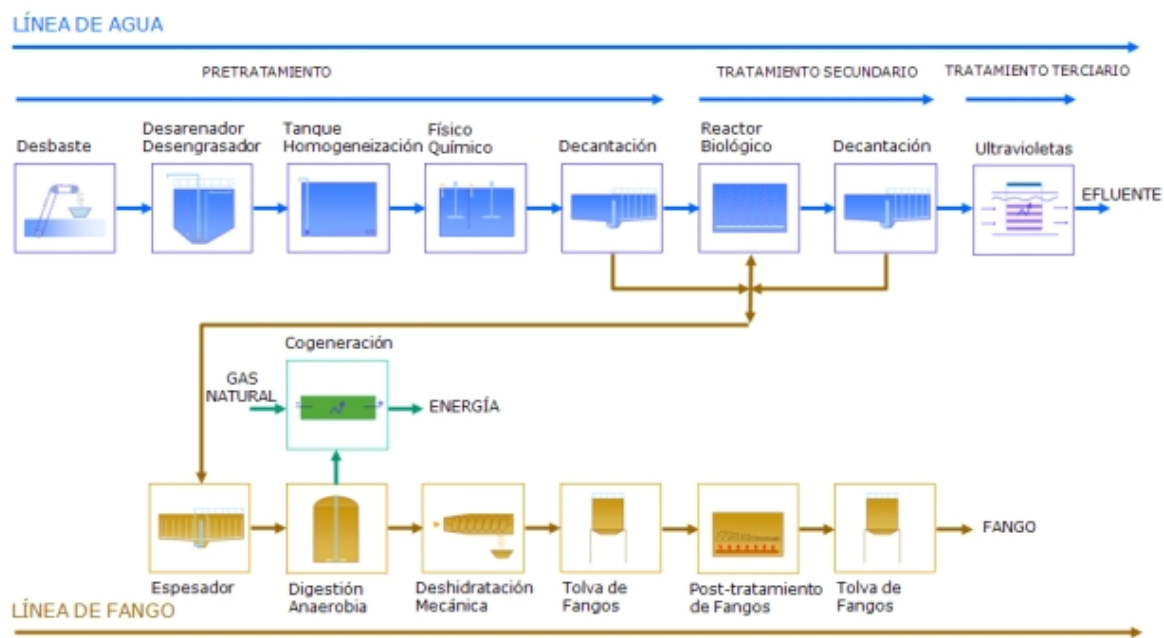 LÍNEA DE AGUA
PRETRATAMIENTO
TRATAMIENTO SECUNDARIO
TRATAMIENTO TERCIARIO
Desbaste
Desarenador
Desengrasador
Tanque
Homogeneización
Físico
Químico
Decantación
Reactor
Biológico
Decantación
Ultravioletas
EFLUENTE
Cogeneración
GAS
NATURAL
ENERGÍA
FANGO
Espesador
Digestión
Anaerobia
Deshidratación
Mecánica
Tolva de
Fangos
Post-tratamiento
de Fangos
Tolva de
Fangos
LÍNEA DE FANGO